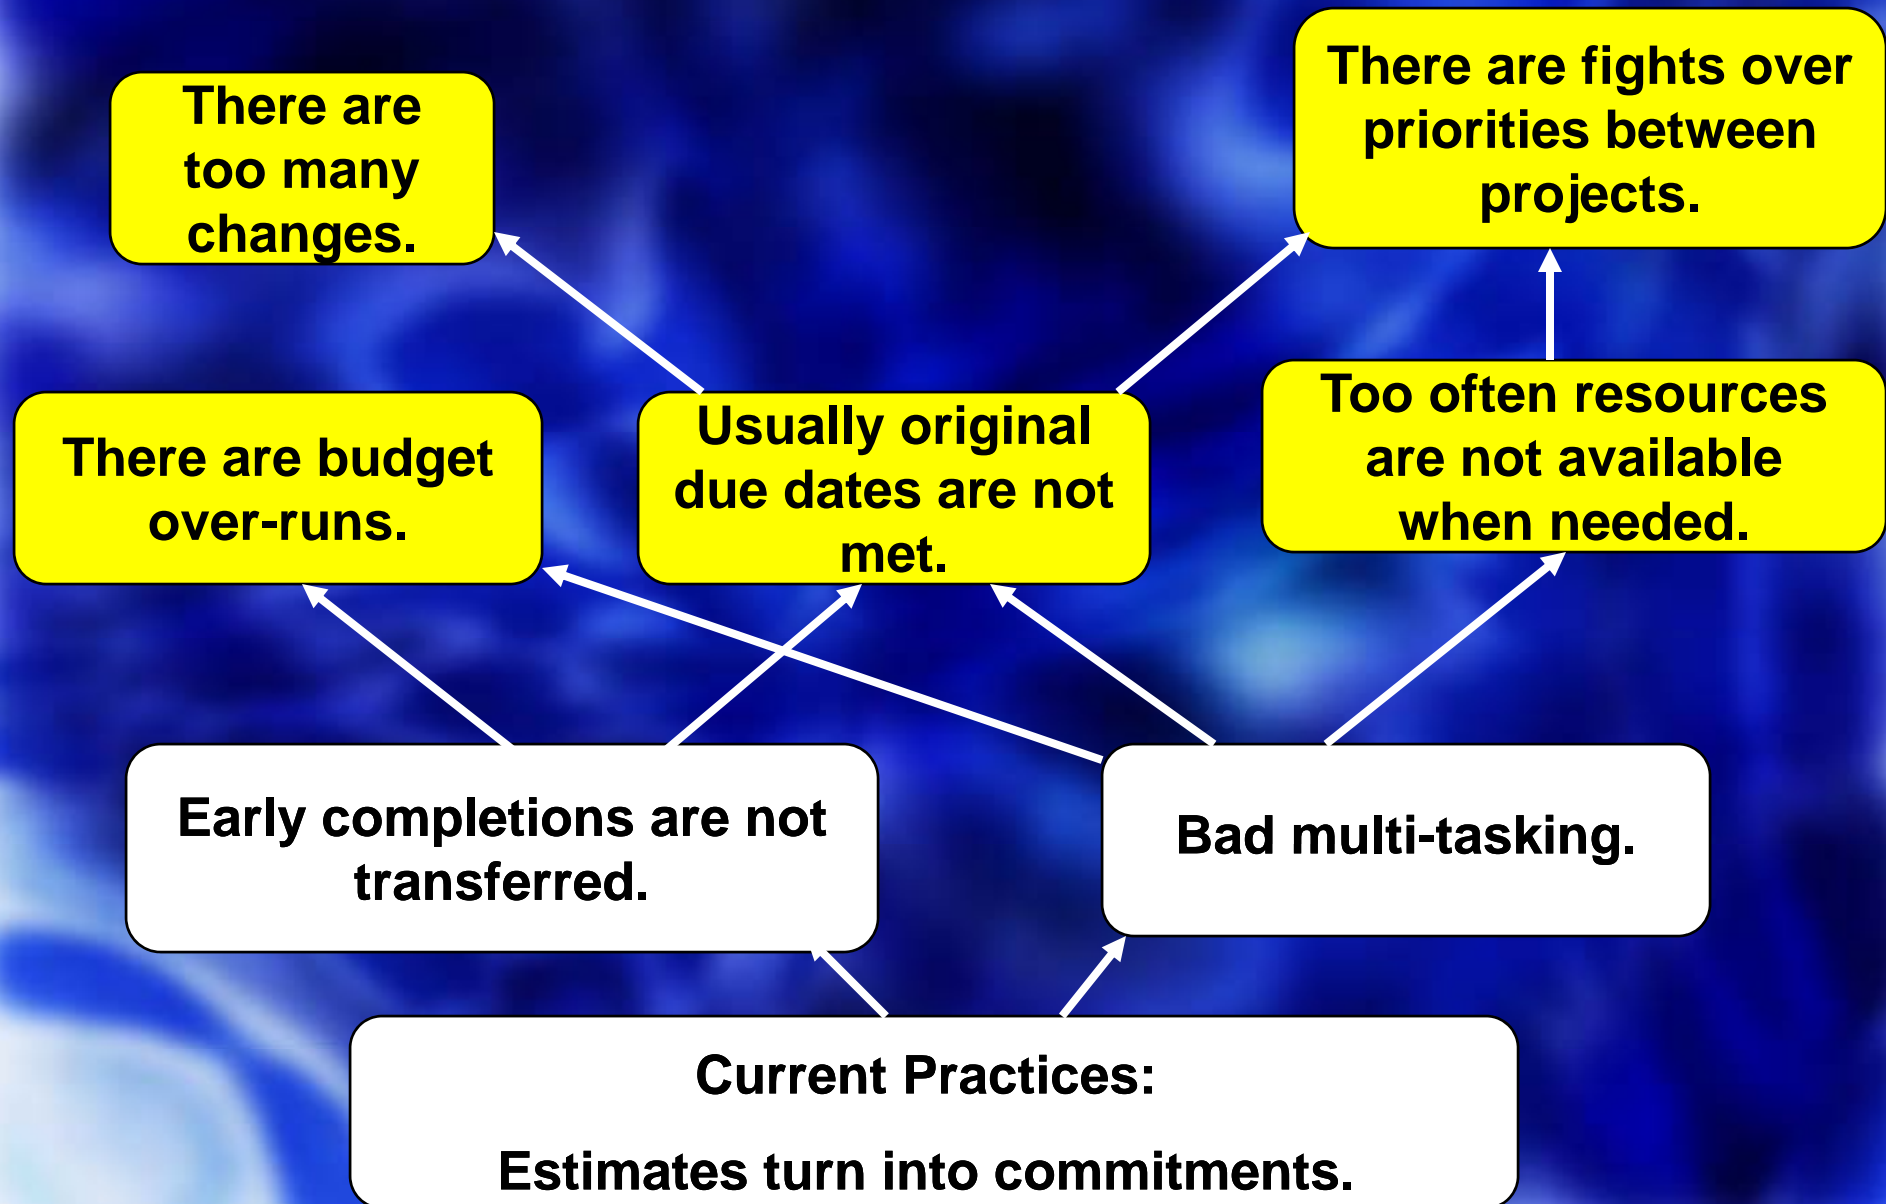 There are
too many
changes.
There are fights over
priorities between
projects.
There are budget
over-runs.
Usually original
due dates are not
met.
Too often resources
are not available
when needed.
Early completions are not
transferred.
Bad multi-tasking.
Current Practices:
Estimates turn into commitments.